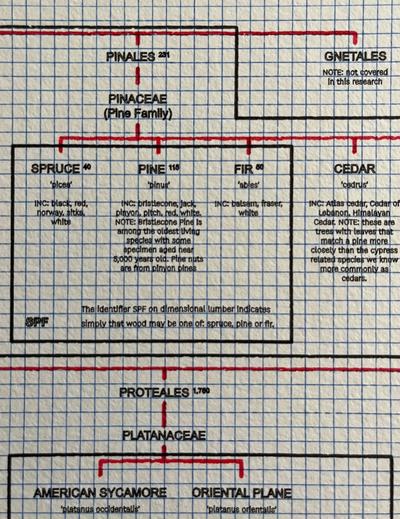 PINALES 231
GNETALES
NOTE: not covered
in this research
PINACEAE
(Pine Family)
SPRUCE 40
'picea'
INC: black, red,
norway, sitka,
white
PINE 115
'pinus'
INC: bristlecone, jack,
pinyon, pitch, red, white.
NOTE: Bristlecone Pine is
among the oldest living
species with some
specimen aged near
5,000 years old. Pine nuts
are from pinyon pines
FIR 50
'abies'
INC: balsam, fraser,
white
CEDAR
'cedrus'
INC: Atlas cedar, Cedar of
Lebanon, Himalayan
Cedar. NOTE: these are
trees with leaves that
match a pine more
closely than the cypress
related species we know
more commonly as
cedars.
SPF
The identifier SPF on dimensional lumber indicates
simply that wood may be one of: spruce, pine or fir.
PROTEALES 1,750
PLATANACEAE
AMERICAN SYCAMORE
'platanus occidentalis'
ORIENTAL PLANE
'platanus orientalis'